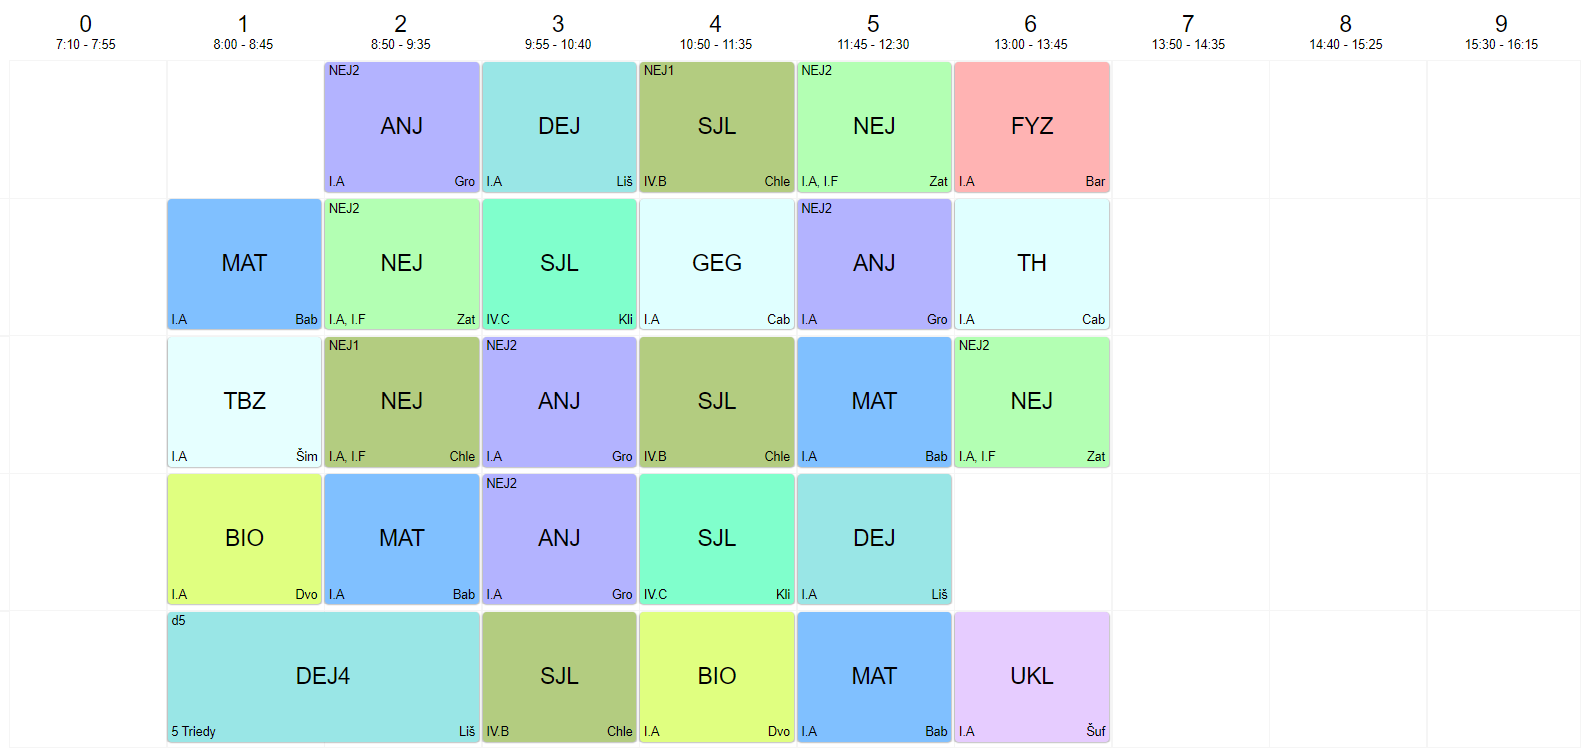 0 1 2 3 4 5 6 7 8 9
7:10 - 7:55 8:00 - 8:45 8:50 - 9:35 9:55 - 10:40 10:50 - 11:35 11:45 - 12:30 13:00 - 13:45 13:50 - 14:35 14:40 - 15:25 15:30 - 16:15
NEJ2 NEJ1 NEJ2
ANJ DEJ SJL NEJ FYZ
I.A Gro I.A Liš IV.B Chle I.A, I.F Zat I.A Bar
NEJ2 NEJ2
MAT NEJ SJL GEG ANJ TH
I.A Bab I.A, I.F Zat IV.C Kli I.A Cab I.A Gro I.A Cab
NEJ1 NEJ2 NEJ2
TBZ NEJ ANJ SJL MAT NEJ
I.A Šim I.A, I.F Chle I.A Gro IV.B Chle I.A Bab I.A, I.F Zat
NEJ2
BIO MAT ANJ SJL DEJ
I.A Dvo I.A Bab I.A Gro IV.C Kli I.A Liš
d5
DEJ4 SJL BIO MAT UKL
5 Triedy Liš IV.B Chle I.A Dvo I.A Bab I.A Šuf